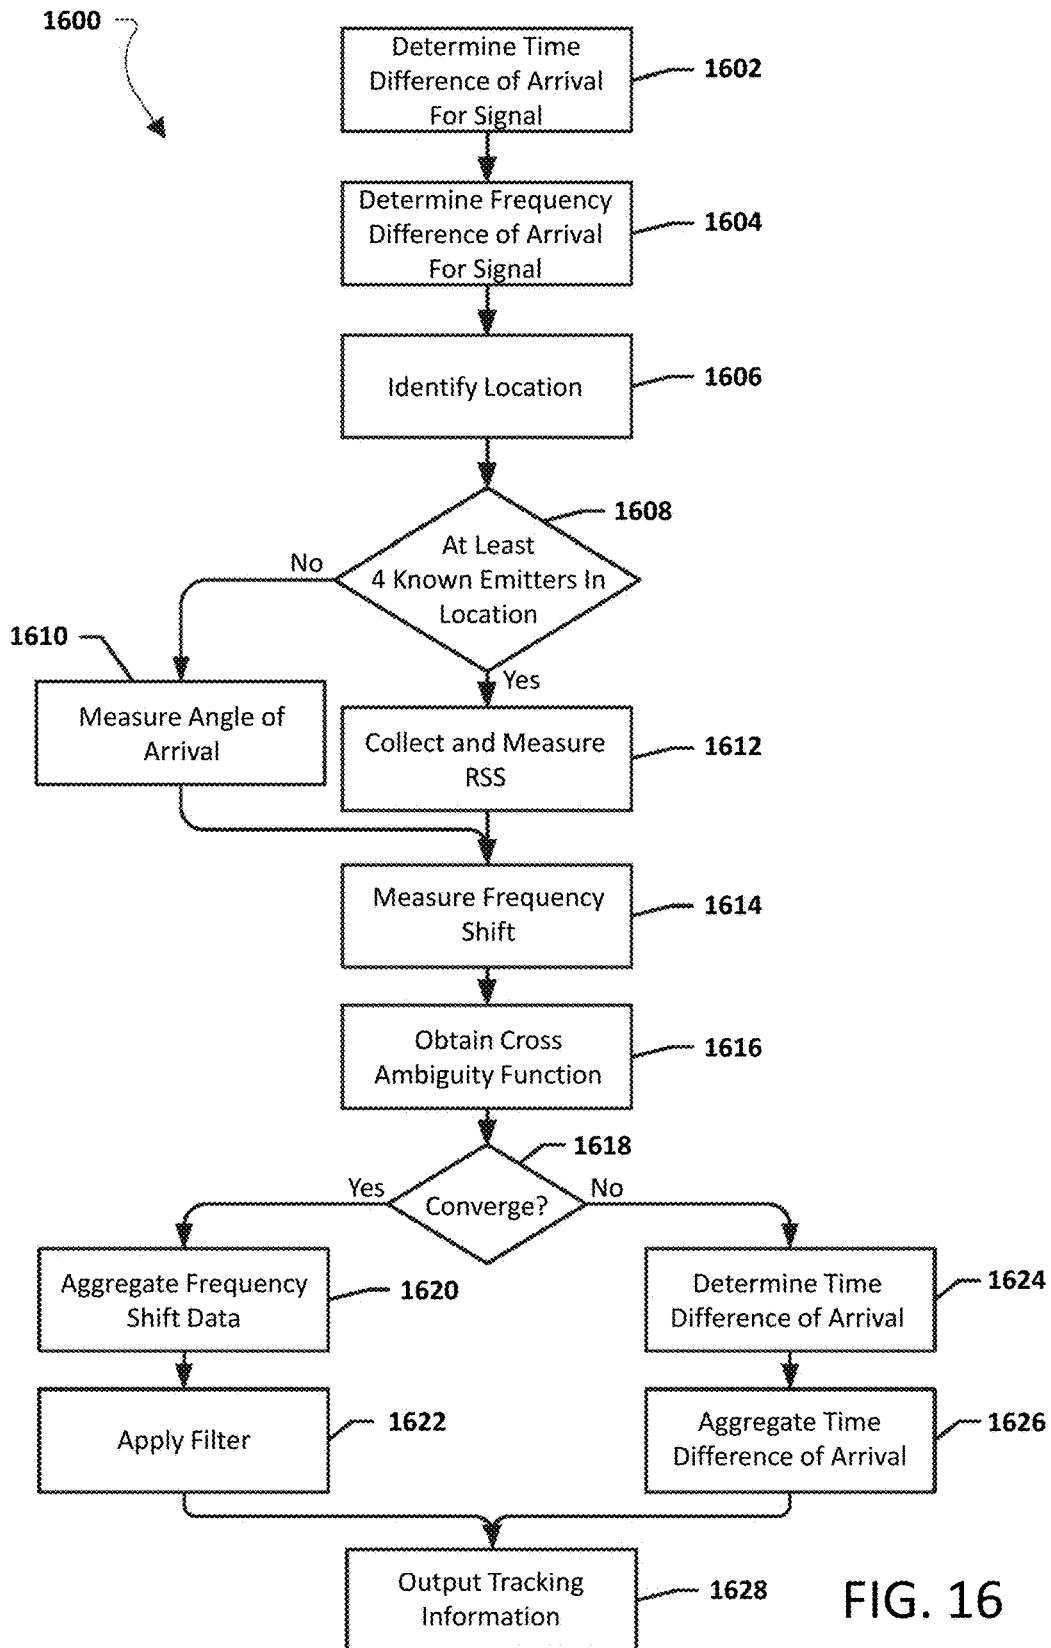 1600
Determine Time
Difference of Arrival
For Signal
1602
Determine Frequency
Difference of Arrival
For Signal
1604
Identify Location
1606
1608
At Least
4 Known Emitters In
Location
No
Yes
1610
Measure Angle of
Arrival
Collect and Measure
RSS
1612
Measure Frequency
Shift
1614
Obtain Cross
Ambiguity Function
1616
1618
Converge?
Yes
No
Aggregate Frequency
Shift Data
1620
Determine Time
Difference of Arrival
1624
Apply Filter
1622
Aggregate Time
Difference of Arrival
1626
Output Tracking
Information
1628
FIG. 16